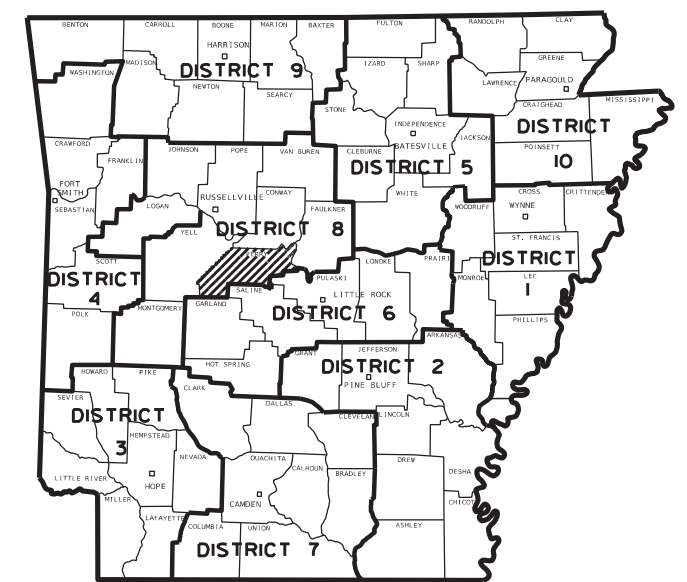 BENTON
CARROLL
BOONE
MARION
BAXTER
FULTON
RANDOLPH
CLAY
HARRISON
MADISON
IZARD
SHARP
GREENE
WASHINGTON
DISTRICT 9
LAWRENCE
PARAGOULD
NEWTON
SEARCY
STONE
CRAIGHEAD
MISSISSIPPI
INDEPENDENCE
DISTRICT
10
CRAWFORD
FRANKLIN
JOHNSON
POPE
VAN BUREN
CLEBURNE
BATESVILLE
JACKSON
POINSETT
DISTRICT 5
FORT
SMITH
SEBASTIAN
LOGAN
RUSSELLVILLE
CONWAY
FAULKNER
WHITE
WOODRUFF
CROSS
CRITTENDEN
WYNNE
YELL
DISTRICT 8
ST. FRANCIS
SCOTT
LONOKE
PRAIRI
DISTRICT
1
LEE
MONROE
DISTRICT
4
PULASKI
SALINE
LITTLE ROCK
GARLAND
MONTGOMERY
POLK
DISTRICT 6
PHILLIPS
ARKANSAS
GRANT
JEFFERSON
HOT SPRING
DISTRICT 2
PINE BLUFF
HOWARD
PIKE
CLARK
SEVIER
DALLAS
CLEVELAND
LINCOLN
DISTRICT
3
HEMPSTEAD
NEVADA
OUACHITA
CALHOUN
BRADLEY
DREW
DESHA
LITTLE RIVER
HOPE
MILLER
CAMDEN
CHICOT
LAFAYETTE
COLUMBIA
UNION
ASHLEY
DISTRICT 7